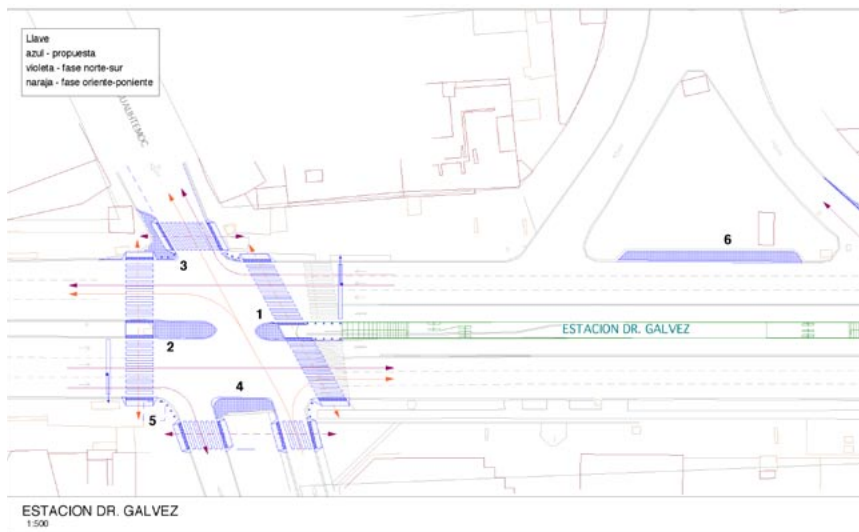 Llave
azul - propuesta
violeta - fase norte-sur
naraja - fase oriente-poniente
CUAUHTEMOC
6
3
1
ESTACION DR. GALVEZ
2
4
5
ESTACION DR. GALVEZ
1:500